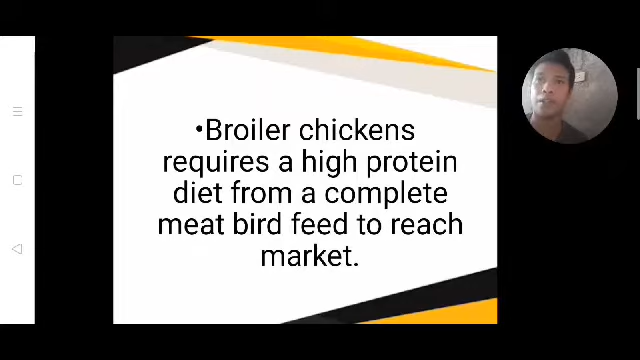 •Broiler chickens
requires a high protein
diet from a complete
meat bird feed to reach
market.